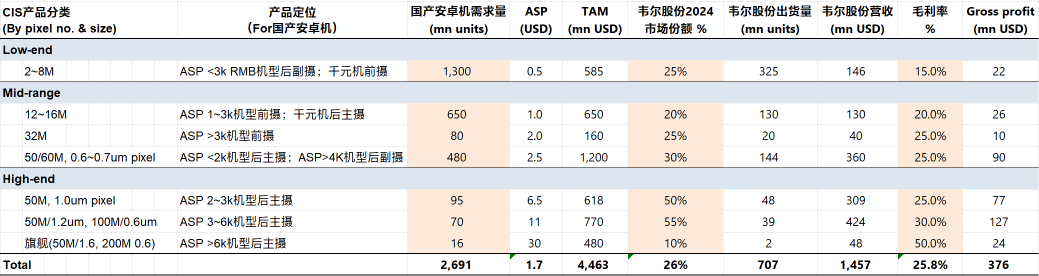 CIS产品分类 产品定位 国产安卓机需求量 ASP TAM 韦尔股份2024 韦尔股份出货量 韦尔股份营收 毛利率 Gross profit
(By pixel no. & size) (For国产安卓机) (mn units) (USD) (mn USD) 市场份额 % (mn units) (mn USD) % (mn USD)
Low-end
2~8M ASP <3k RMB机型后副摄；千元机前摄 1,300 0.5 585 25% 325 146 15.0% 22
Mid-range
12~16M ASP 1~3k机型前摄；千元机后主摄 650 1.0 650 20% 130 130 20.0% 26
32M ASP >3k机型前摄 80 2.0 160 25% 20 40 25.0% 10
50/60M, 0.6~0.7um pixel ASP <2k机型后主摄；ASP>4K机型后副摄 480 2.5 1,200 30% 144 360 25.0% 90
High-end
50M, 1.0um pixel ASP 2~3k机型后主摄 95 6.5 618 50% 48 309 25.0% 77
50M/1.2um, 100M/0.6um ASP 3~6k机型后主摄 70 11 770 55% 39 424 30.0% 127
旗舰(50M/1.6, 200M 0.6) ASP >6k机型后主摄 16 30 480 10% 2 48 50.0% 24
Total 2,691 1.7 4,463 26% 707 1,457 25.8% 376